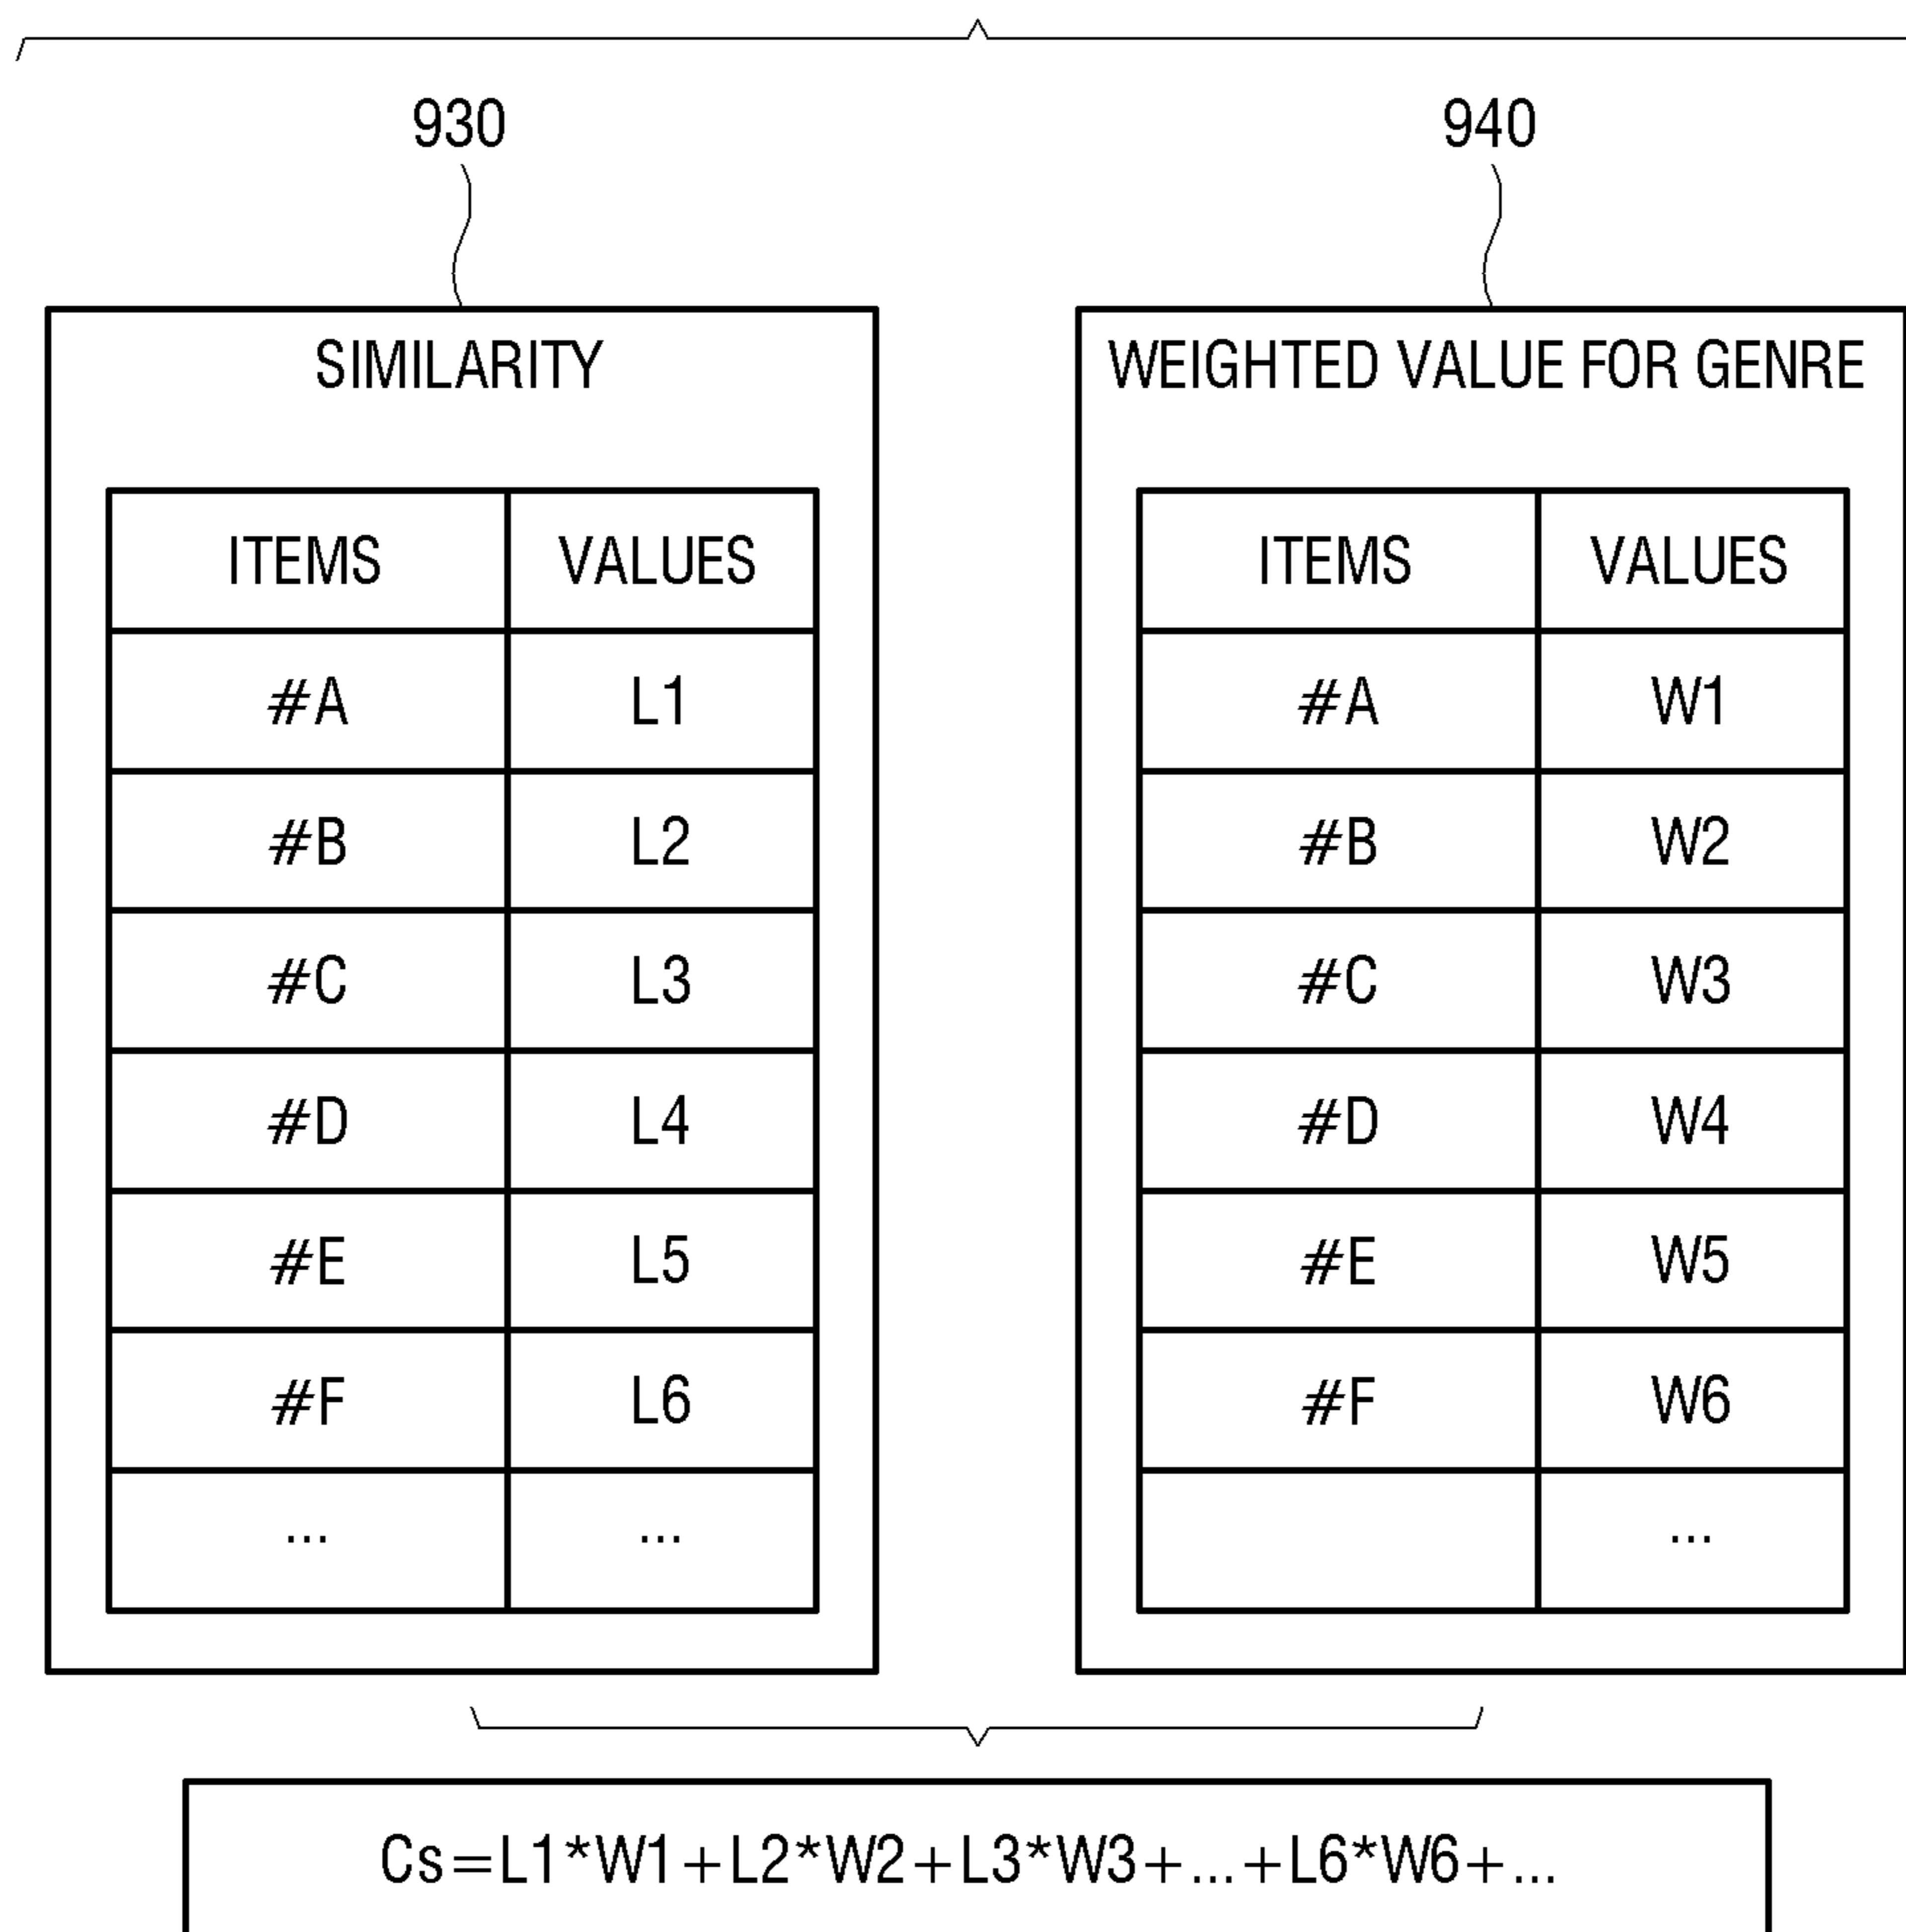 930 940
SIMILARITY WEIGHTED VALUE FOR GENRE
ITEMS VALUES ITEMS VALUES
#A L1 #A W1
#B L2 #B W2
#C L3 #C W3
#D L4 #D W4
#E L5 #E W5
#F L6 #F W6
... ... ...
Cs=L1*W1+L2*W2+L3*W3+...+L6*W6+...